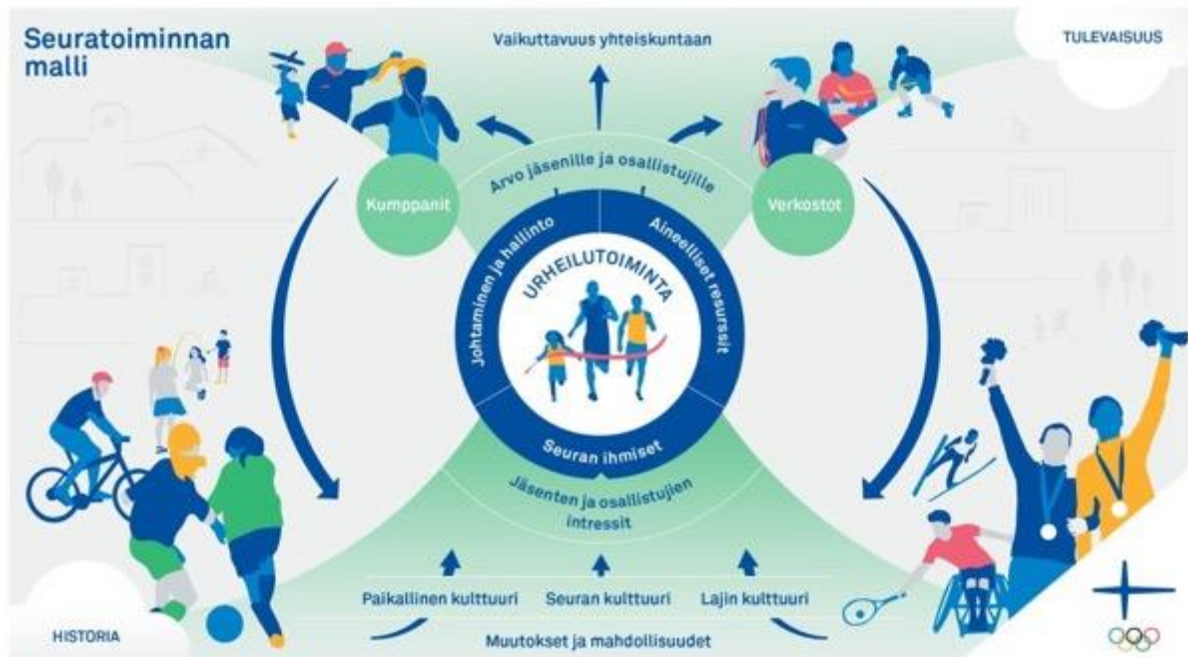 Seuratoiminnan
malli
Vaikuttavuus yhteiskuntaan
TULEVAISUUS
Arvo jäsenille ja osallistujille
Kumppanit
Verkostot
Johtaminen ja hallinto
Aineelliset resurssit
URHEILUTOIMINTA
Seuran ihmiset
Jäsenten ja osallistujien
intressit
Paikallinen kulttuuri
Seuran kulttuuri
Lajin kulttuuri
HISTORIA
Muutokset ja mahdollisuudet